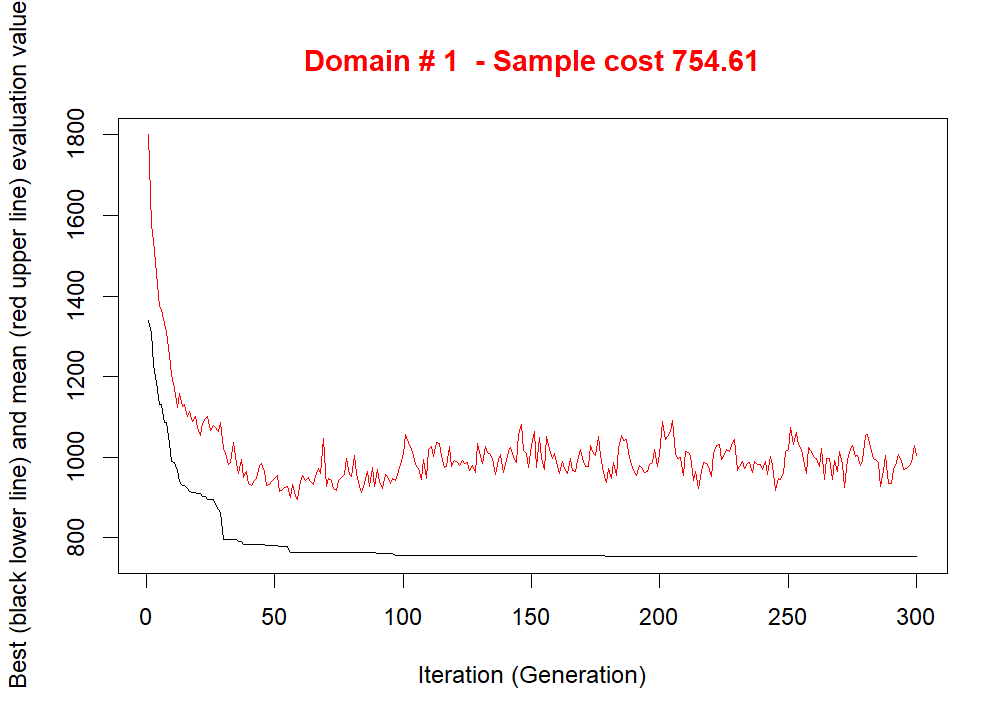 Domain # 1  - Sample cost 754.61
Best (black lower line) and mean (red upper line) evaluation value
1800
1600
1400
1200
1000
800
0 50 100 150 200 250 300
Iteration (Generation)